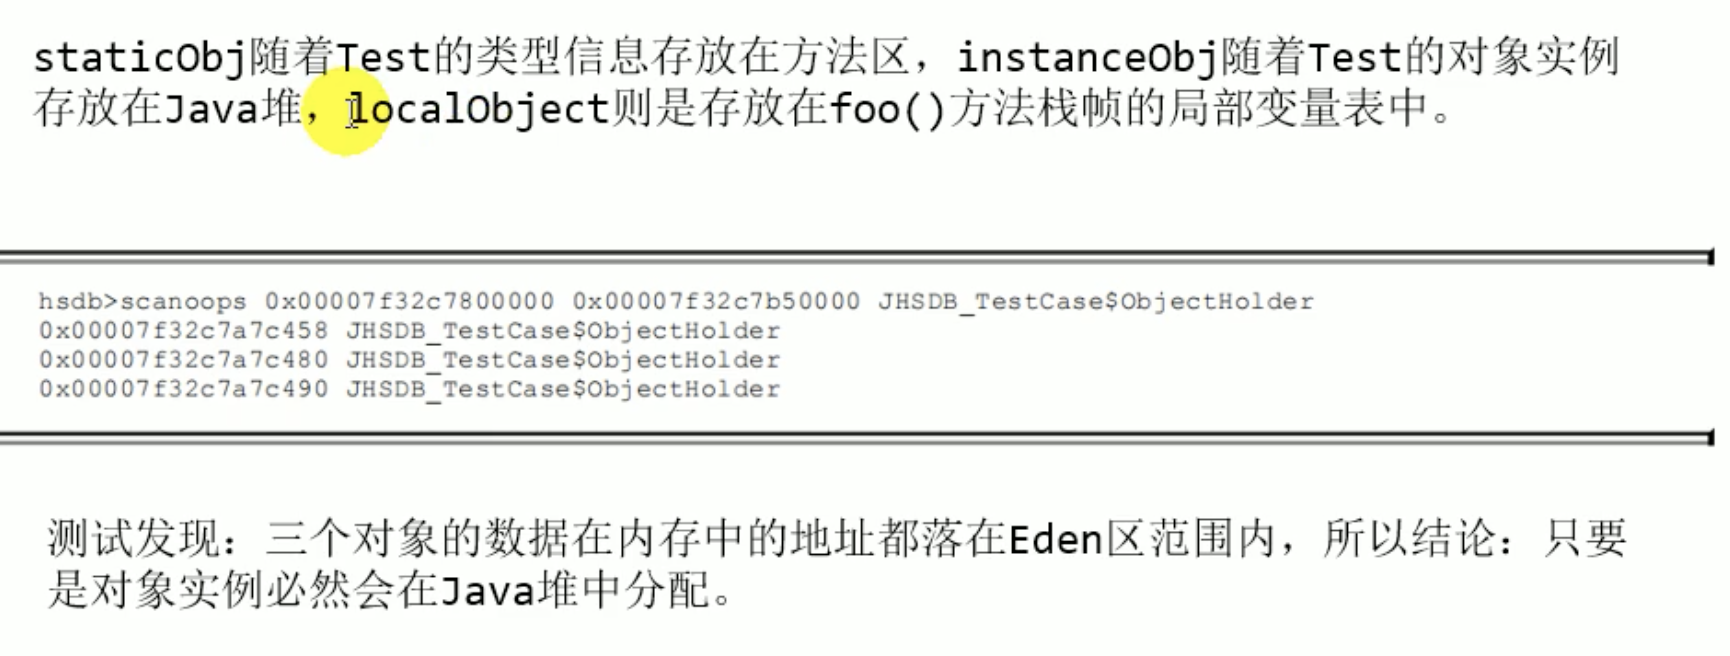 staticObj随着Test的类型信息存放在方法区，instanceObj随着Test的对象实例
存放在Java堆，localObject则是存放在foo()方法栈帧的局部变量表中。
hsdb>scanoops 0x00007f32c7800000 0x00007f32c7b50000 JHSDB_TestCase$ObjectHolder
0x00007f32c7a7c458 JHSDB_TestCase$ObjectHolder
0x00007f32c7a7c480 JHSDB_TestCase$ObjectHolder
0x00007f32c7a7c490 JHSDB_TestCase$ObjectHolder
测试发现：三个对象的数据在内存中的地址都落在Eden区范围内，所以结论：只要
是对象实例必然会在Java堆中分配。